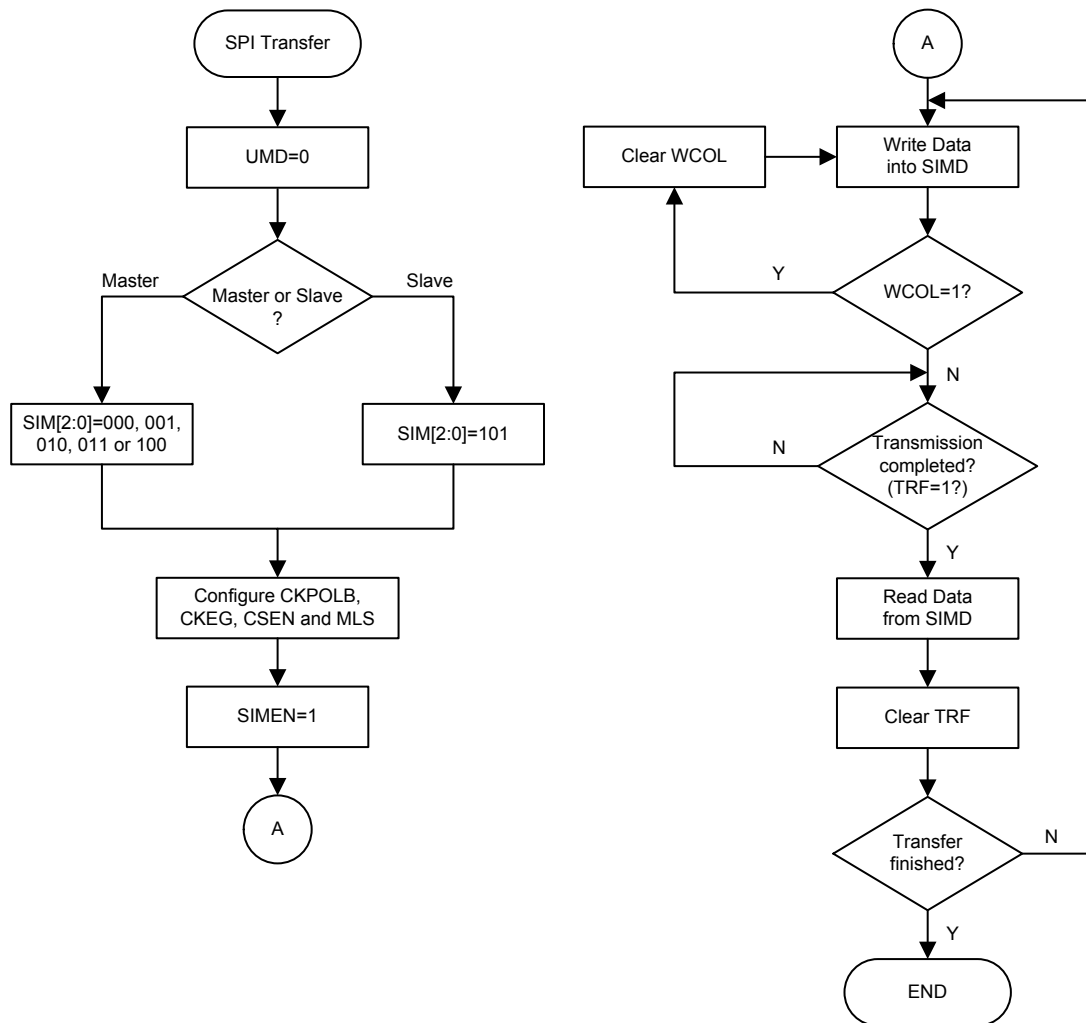 SPI Transfer
UMD=0
Master
Slave
Master or Slave
?
SIM[2:0]=000, 001,
010, 011 or 100
SIM[2:0]=101
Configure CKPOLB,
CKEG, CSEN and MLS
SIMEN=1
A
A
Clear WCOL
Write Data
into SIMD
Y
WCOL=1?
N
N
Transmission
completed?
(TRF=1?)
Y
Read Data
from SIMD
Clear TRF
Transfer
finished?
N
Y
END